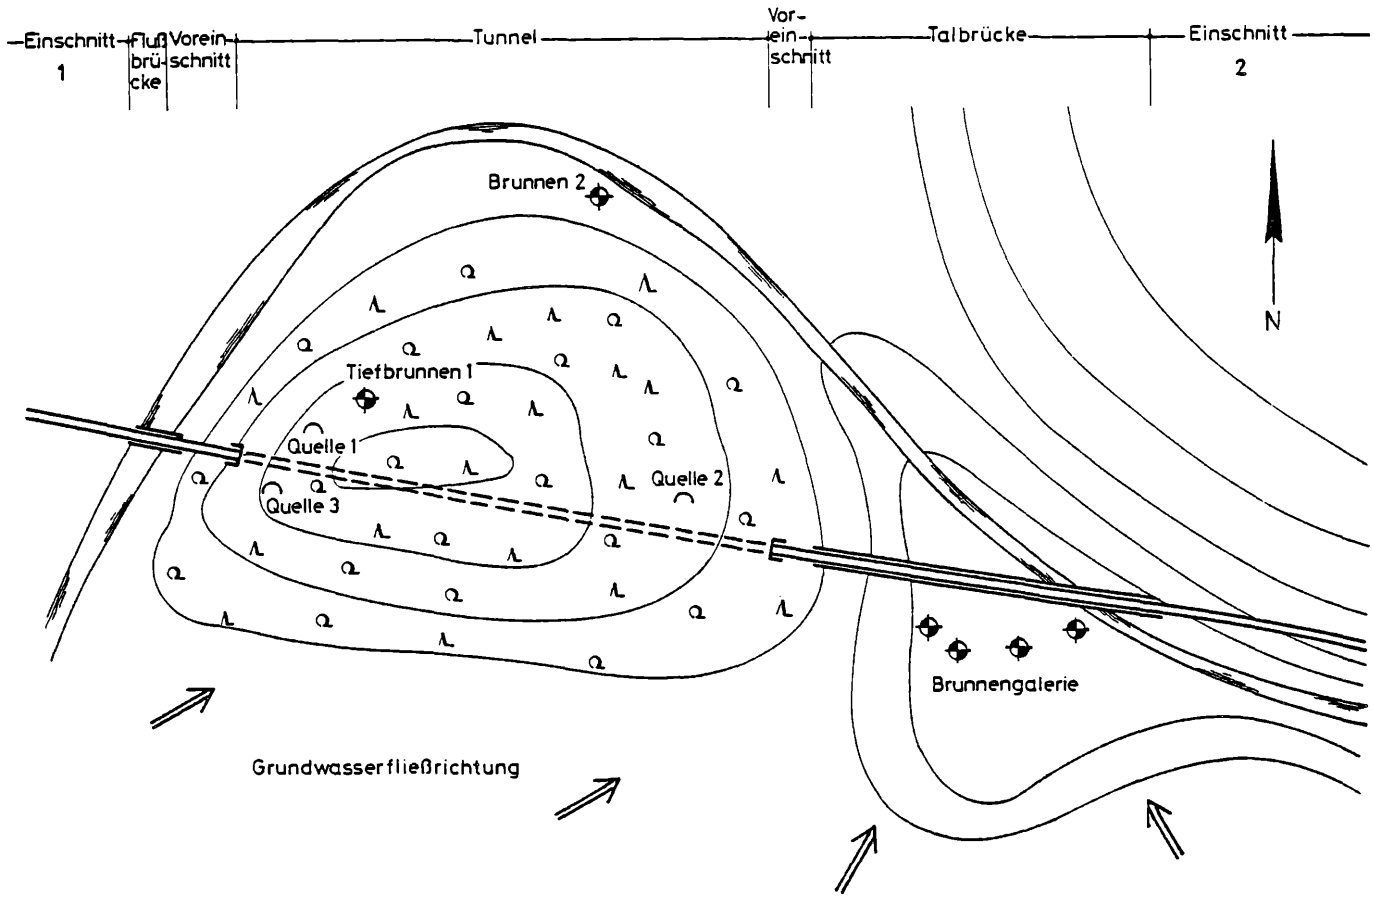 Einschnitt
1
Fluß
brü-
cke
Vorein-
schnitt
Tunnel
Vor-
ein-
schnitt
Talbrücke
Einschnitt
2
Brunnen 2
N
Tiefbrunnen 1
Quelle 1
Quelle 2
Quelle 3
Brunnengalerie
Grundwasserfließrichtung